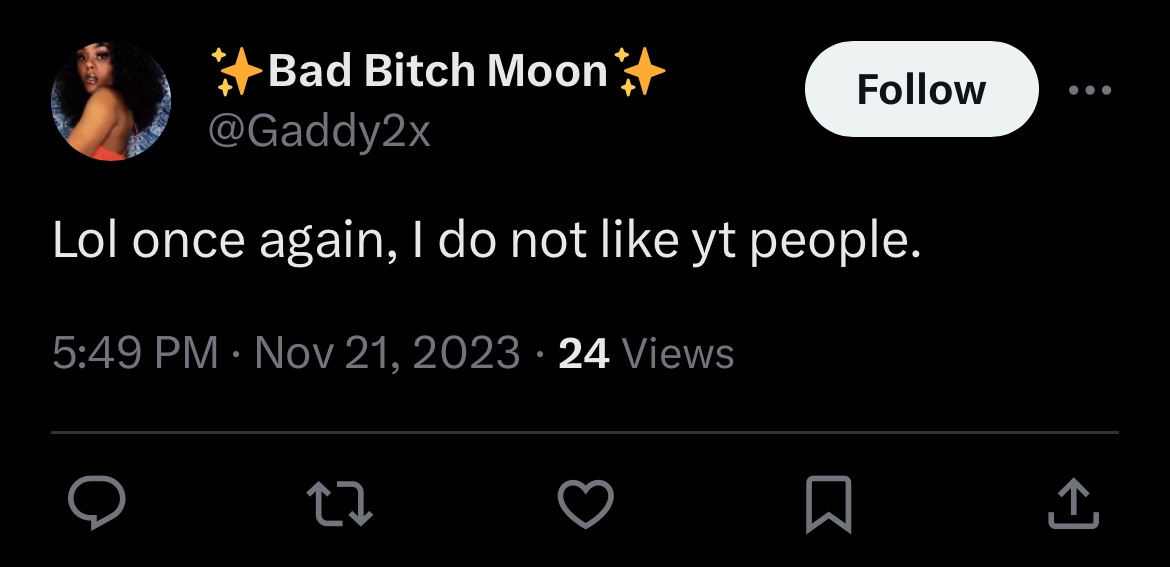 ✨Bad Bitch Moon✨
Follow
@Gaddy2x
Lol once again, I do not like yt people.
5:49 PM · Nov 21, 2023 · 24 Views